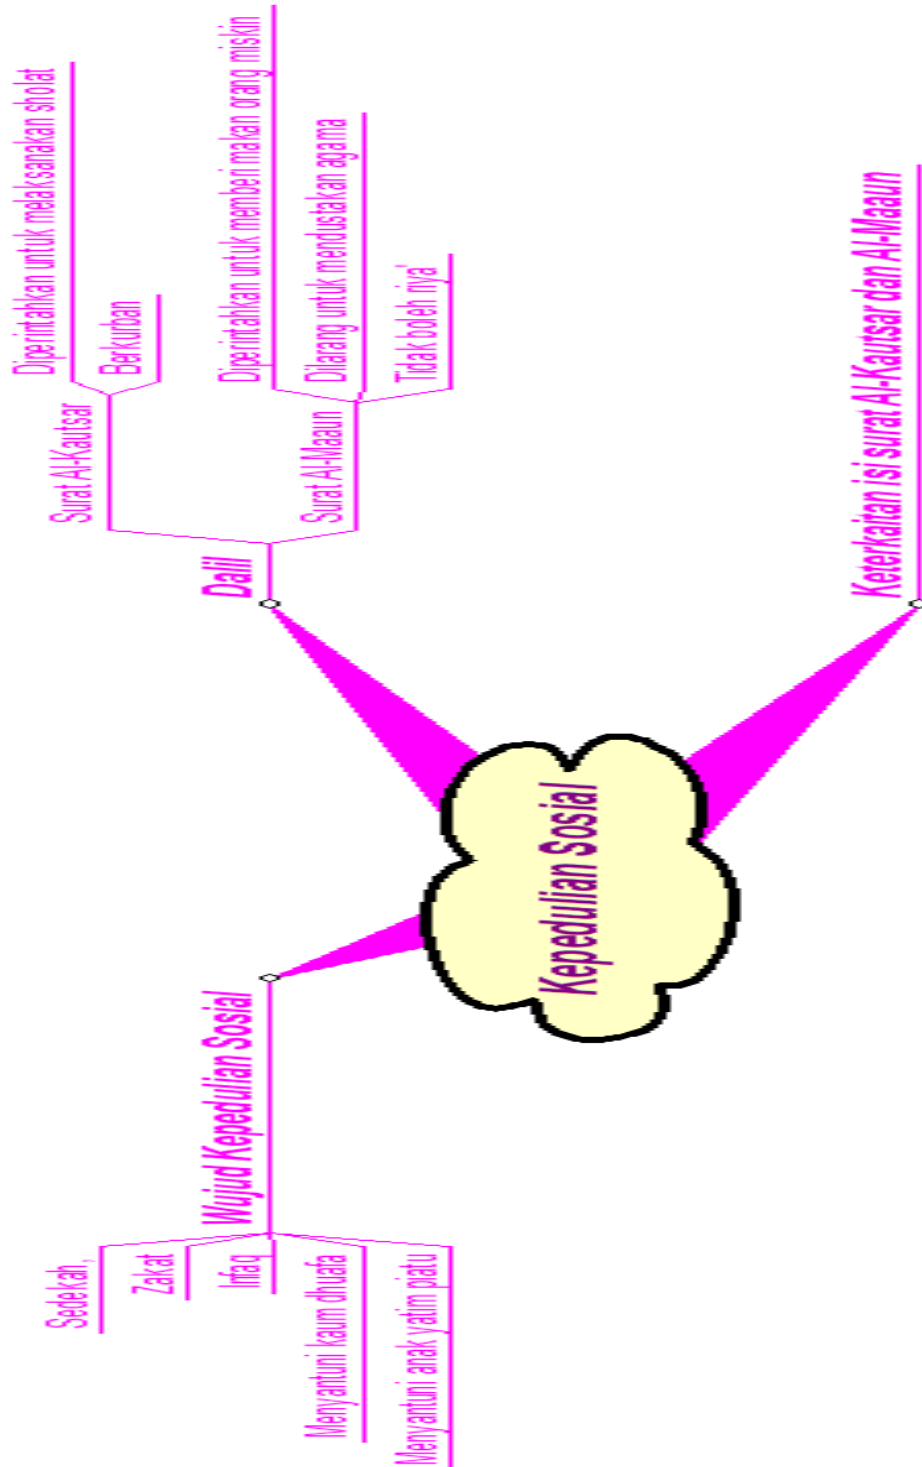 Kepedulian Sosial
Wujud Kepedulian Sosial
Sedekah,
Zakat
Infaq
Menyantuni kaum dhuafa
Menyantuni anak yatim piatu
Dalil
Surat Al-Kautsar
Diperintahkan untuk melaksanakan sholat
Berkurban
Surat Al-Maaun
Diperintahkan untuk memberi makan orang miskin
Dilarang untuk mendustakan agama
Tidak boleh riya'
Keterkaitan isi surat Al-Kautsar dan Al-Maaun